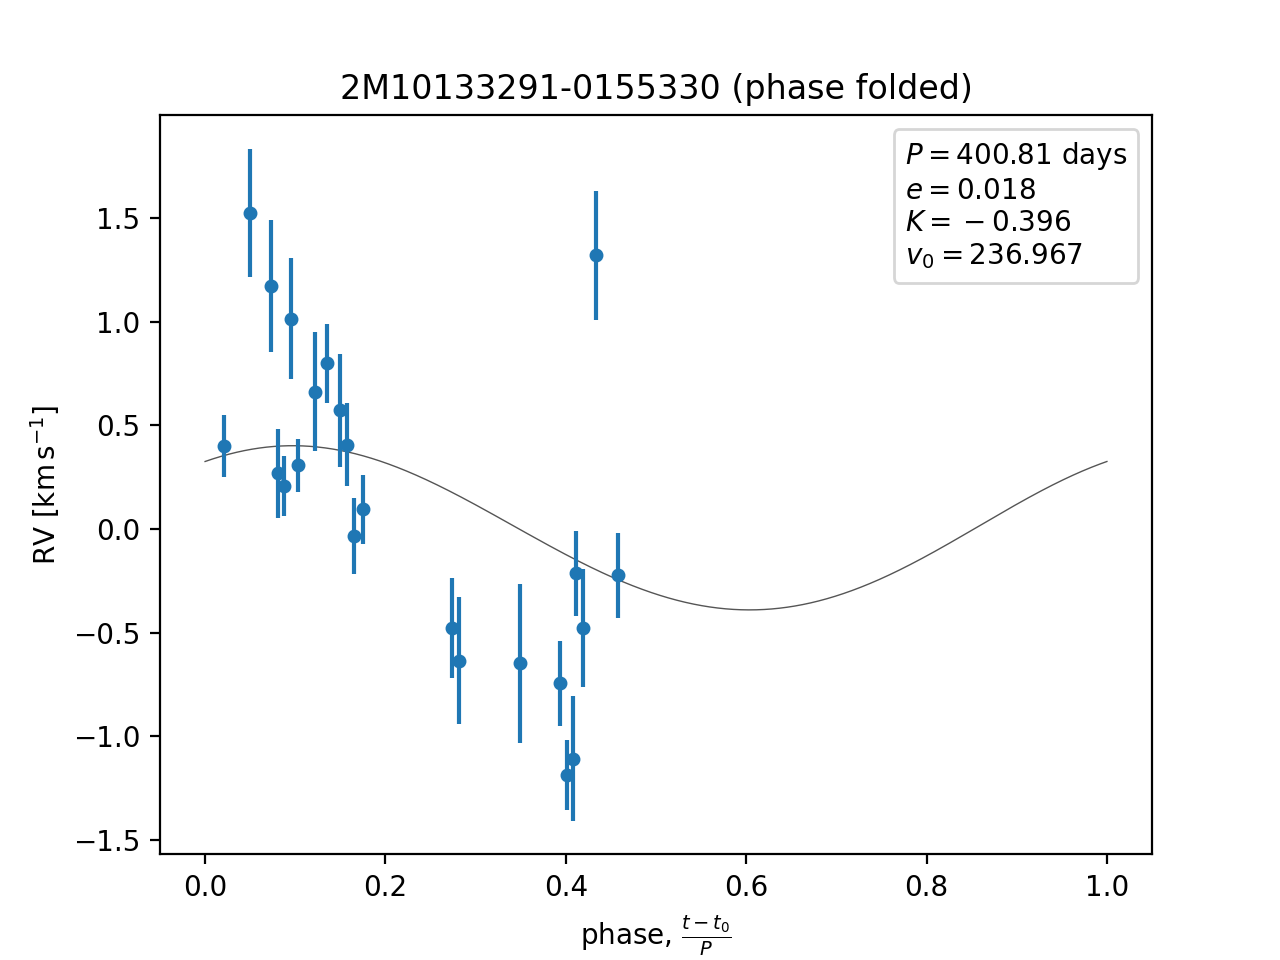 2M10133291-0155330 (phase folded)
P = 400.81 days
e = 0.018
K = −0.396
v₀ = 236.967
1.5
1.0
0.5
0.0
−0.5
−1.0
−1.5
RV [km s⁻¹]
0.0 0.2 0.4 0.6 0.8 1.0
phase, (t − t₀)/P